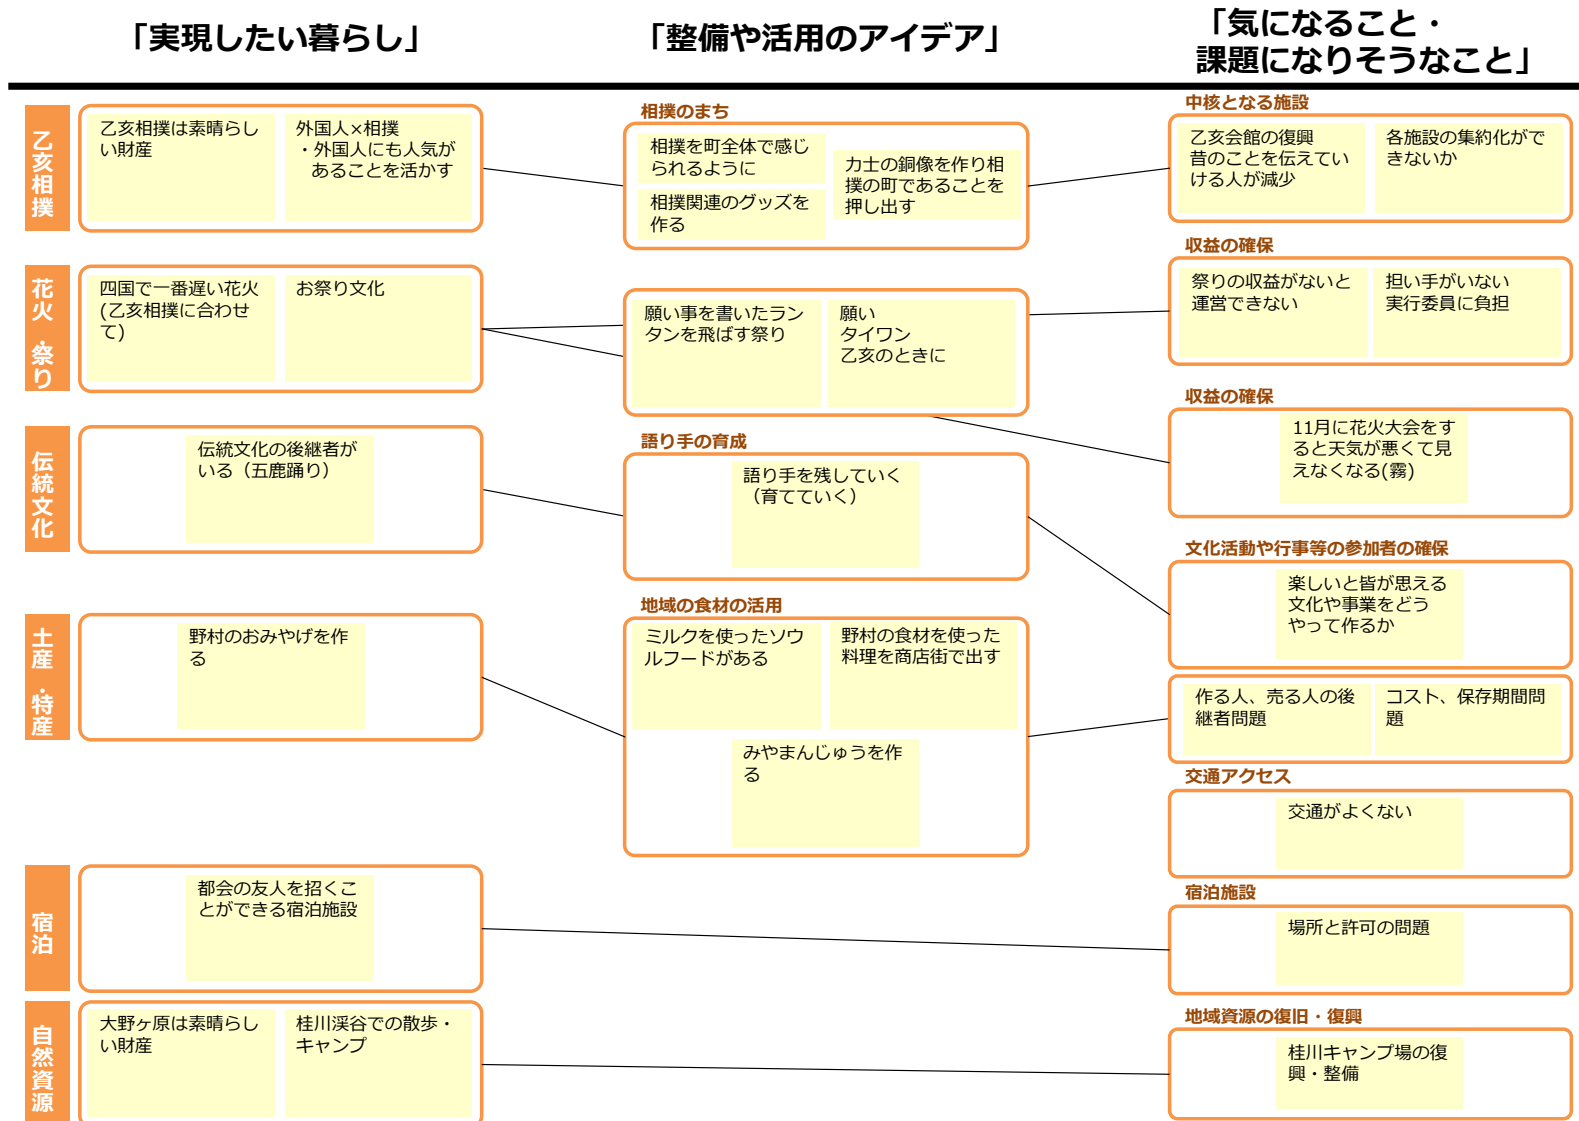 「実現したい暮らし」
「整備や活用のアイデア」
「気になること・
課題になりそうなこと」
乙亥相撲
乙亥相撲は素晴らし
い財産
外国人×相撲
・外国人にも人気が
あることを活かす
相撲のまち
相撲を町全体で感じ
られるように
相撲関連のグッズを
作る
力士の銅像を作り相
撲の町であることを
押し出す
中核となる施設
乙亥会館の復興
昔のことを伝えてい
ける人が減少
各施設の集約化がで
きないか
花火・祭り
四国で一番遅い花火
(乙亥相撲に合わせ
て)
お祭り文化
願い事を書いたラン
タンを飛ばす祭り
願い
タイワン
乙亥のときに
収益の確保
祭りの収益がないと
運営できない
担い手がいない
実行委員に負担
収益の確保
11月に花火大会をす
ると天気が悪くて見
えなくなる(霧)
伝統文化
伝統文化の後継者が
いる（五鹿踊り）
語り手の育成
語り手を残していく
（育てていく）
文化活動や行事等の参加者の確保
楽しいと皆が思える
文化や事業をどう
やって作るか
土産・特産
野村のおみやげを作
る
地域の食材の活用
ミルクを使ったソウ
ルフードがある
野村の食材を使った
料理を商店街で出す
みやまんじゅうを作
る
作る人、売る人の後
継者問題
コスト、保存期間問
題
交通アクセス
交通がよくない
宿泊
都会の友人を招くこ
とができる宿泊施設
宿泊施設
場所と許可の問題
自然資源
大野ヶ原は素晴らし
い財産
桂川渓谷での散歩・
キャンプ
地域資源の復旧・復興
桂川キャンプ場の復
興・整備